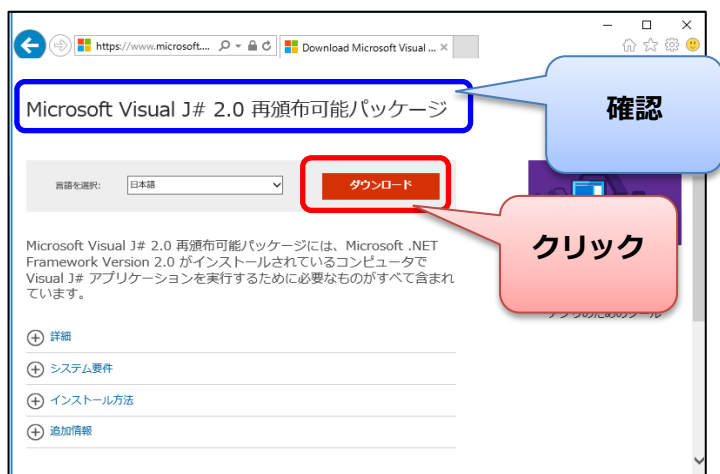 https://www.microsoft....
Download Microsoft Visual ...
Microsoft Visual J# 2.0 再頒布可能パッケージ
確認
言語を選択:
日本語
ダウンロード
クリック
Microsoft Visual J# 2.0 再頒布可能パッケージには、Microsoft .NET
Framework Version 2.0 がインストールされているコンピュータで
Visual J# アプリケーションを実行するために必要なものがすべて含まれ
ています。
詳細
システム要件
インストール方法
追加情報